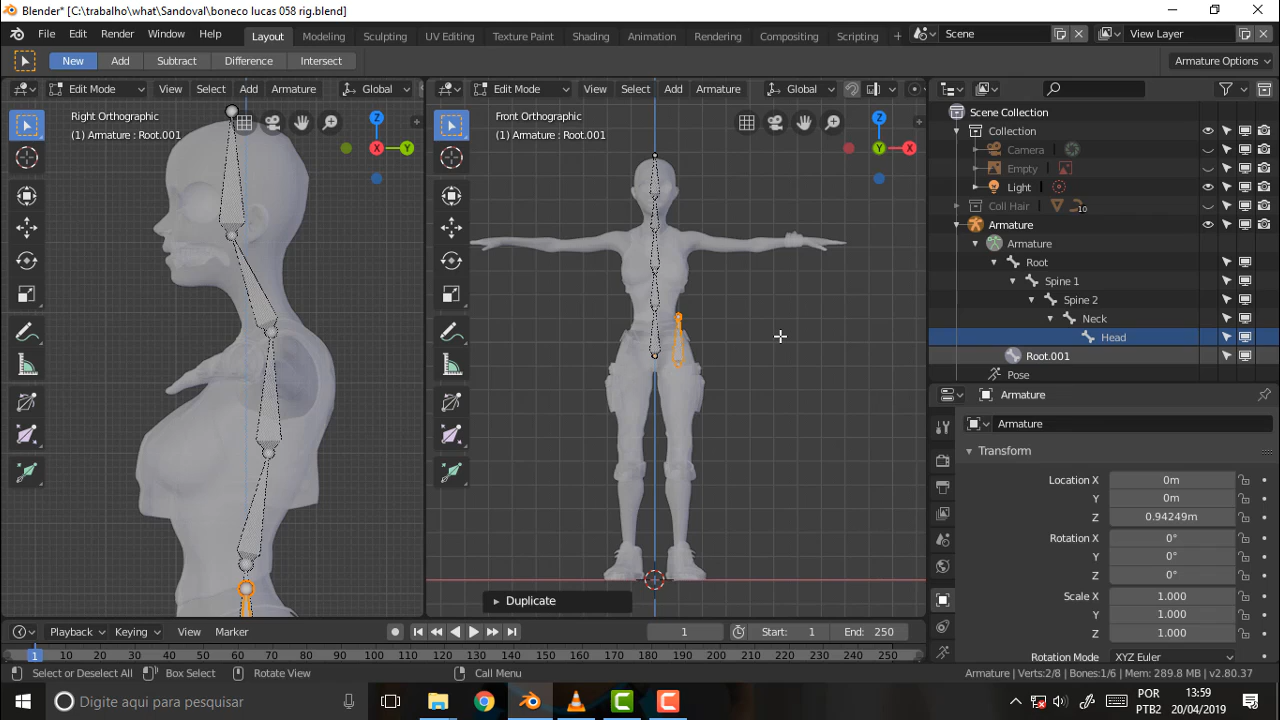 Blender* [C:\trabalho\what\Sandoval\boneco lucas 058 rig.blend]
File Edit Render Window Help Layout Modeling Sculpting UV Editing Texture Paint Shading Animation Rendering Compositing Scripting + Scene View Layer
New Add Subtract Difference Intersect Armature Options
Edit Mode View Select Add Armature Global
Edit Mode View Select Add Armature Global
Right Orthographic
(1) Armature : Root.001
Z
Y
X
Front Orthographic
(1) Armature : Root.001
Z
Y
X
Duplicate
Scene Collection
Collection
Camera
Empty
Light
Coll Hair 10
Armature
Armature
Root
Spine 1
Spine 2
Neck
Head
Root.001
Pose
Armature
Armature
Transform
Location X 0m
Y 0m
Z 0.94249m
Rotation X 0°
Y 0°
Z 0°
Scale X 1.000
Y 1.000
Z 1.000
Rotation Mode XYZ Euler
Playback Keying View Marker 1 Start: 1 End: 250
1 10 20 30 40 50 60 70 80 90 100 110 120 130 140 150 160 170 180 190 200 210 220 230 240 250
Select or Deselect All Box Select Rotate View Call Menu Armature | Verts:2/8 | Bones:1/6 | Mem: 289.8 MB | v2.80.37
Digite aqui para pesquisar
POR
PTB2
13:59
20/04/2019